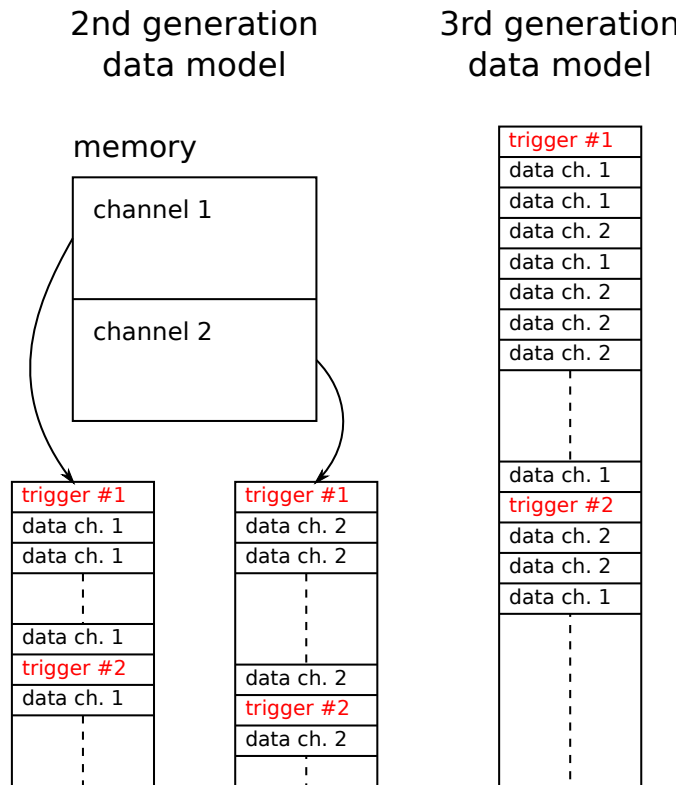 2nd generation
data model
memory
channel 1
channel 2
trigger #1
data ch. 1
data ch. 1
data ch. 1
trigger #2
data ch. 1
trigger #1
data ch. 2
data ch. 2
data ch. 2
trigger #2
data ch. 2
3rd generation
data model
trigger #1
data ch. 1
data ch. 1
data ch. 2
data ch. 1
data ch. 2
data ch. 2
data ch. 2
data ch. 1
trigger #2
data ch. 2
data ch. 2
data ch. 1